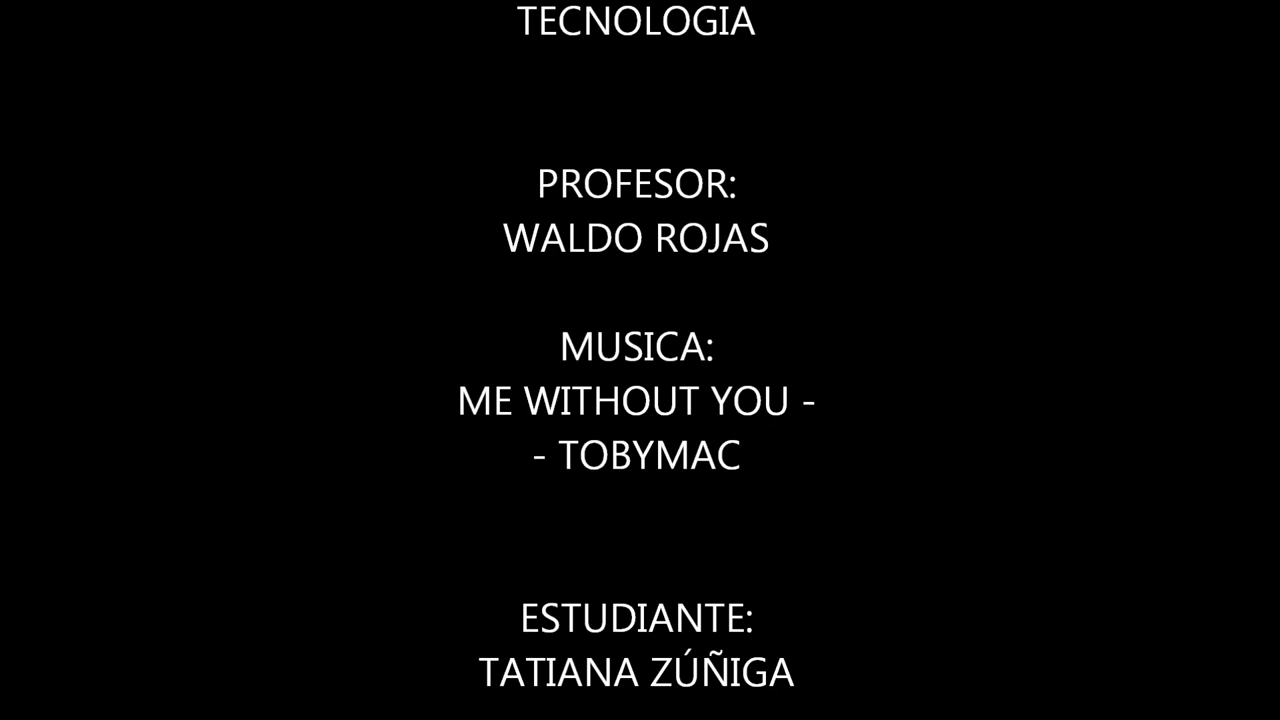 TECNOLOGIA
PROFESOR:
WALDO ROJAS
MUSICA:
ME WITHOUT YOU -
- TOBYMAC
ESTUDIANTE:
TATIANA ZÚÑIGA